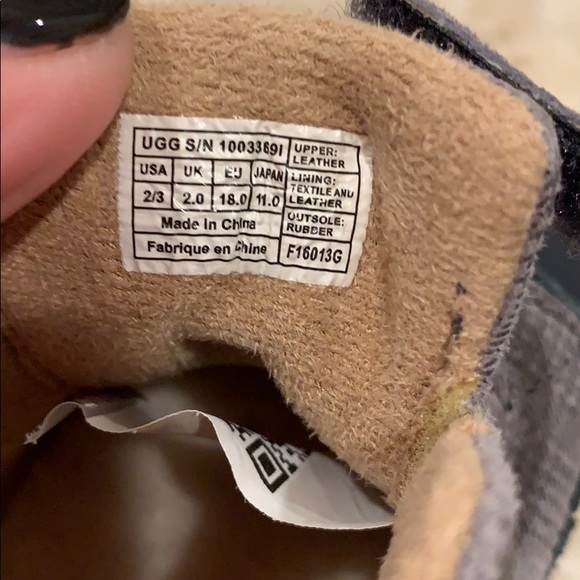 UGG S/N 1003369I
USA UK EU JAPAN
2/3 2.0 18.0 11.0
Made in China
Fabrique en Chine
UPPER:
LEATHER
LINING:
TEXTILE AND
LEATHER
OUTSOLE:
RUBBER
F16013G